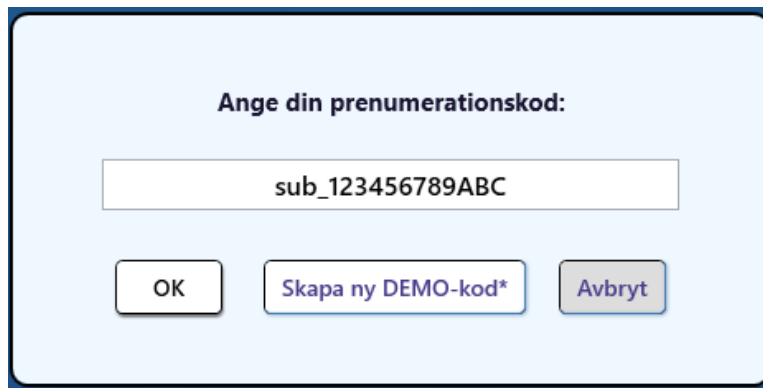 Ange din prenumerationskod:
sub_123456789ABC
OK Skapa ny DEMO-kod* Avbryt